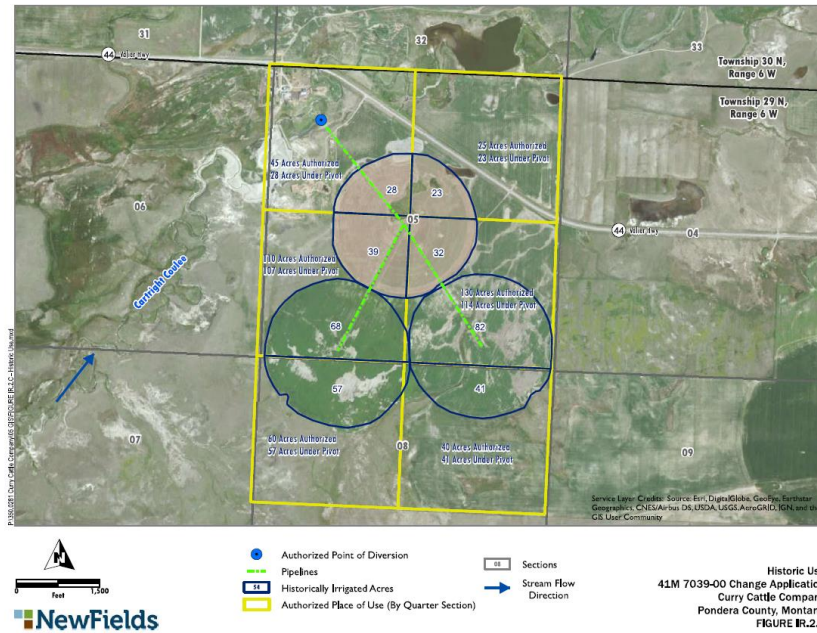 31
32
33
44 Valier Hwy
Township 30 N,
Range 6 W
Township 29 N,
Range 6 W
25 Acres Authorized
23 Acres Under Pivot
45 Acres Authorized
28 Acres Under Pivot
28
23
06
05
44 Valier Hwy 04
39
32
110 Acres Authorized
107 Acres Under Pivot
130 Acres Authorized
114 Acres Under Pivot
Cartright Coulee
68
82
57
41
07
08
09
60 Acres Authorized
57 Acres Under Pivot
40 Acres Authorized
41 Acres Under Pivot
Service Layer Credits: Source: Esri, DigitalGlobe, GeoEye, Earthstar
Geographics, CNES/Airbus DS, USDA, USGS, AeroGRID, IGN, and the
GIS User Community
N
0 1,500
Feet
NewFields
Authorized Point of Diversion
Pipelines
54 Historically Irrigated Acres
Authorized Place of Use (By Quarter Section)
08 Sections
Stream Flow
Direction
Historic Us
41M 7039-00 Change Applicatio
Curry Cattle Compan
Pondera County, Montan
FIGURE IR.2.